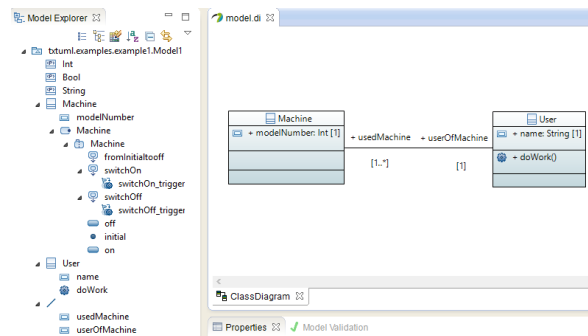 Model Explorer
txtuml.examples.example1.Model1
Int
Bool
String
Machine
modelNumber
Machine
Machine
fromInitialtooff
switchOn
switchOn_trigger
switchOff
switchOff_trigger
off
initial
on
User
name
doWork
usedMachine
userOfMachine
model.di
Machine
+ modelNumber: Int [1]
+ usedMachine
+ userOfMachine
[1..*]
[1]
User
+ name: String [1]
+ doWork()
ClassDiagram
Properties
Model Validation